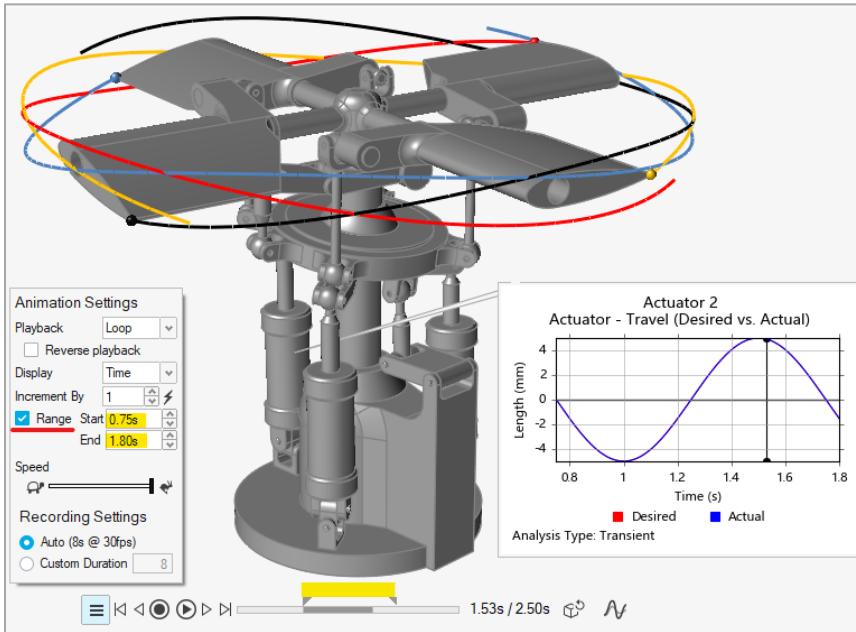 Animation Settings
Playback Loop
Reverse playback
Display Time
Increment By 1
Range Start 0.75s
End 1.80s
Speed
Recording Settings
Auto (8s @ 30fps)
Custom Duration 8
Actuator 2
Actuator - Travel (Desired vs. Actual)
Length (mm)
4
2
0
-2
-4
0.8 1 1.2 1.4 1.6 1.8
Time (s)
Desired Actual
Analysis Type: Transient
1.53s / 2.50s